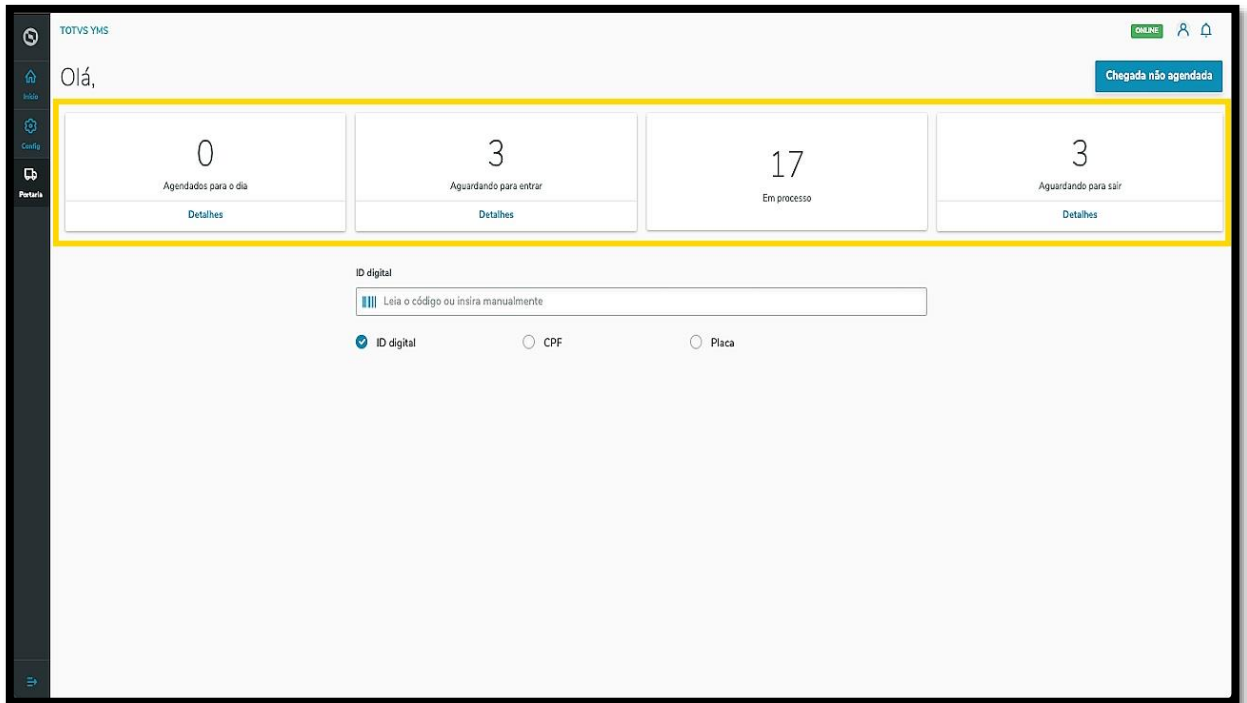 TOTVS YMS
ONLINE
Olá,
Chegada não agendada
Início
Config
Portaria
0
Agendados para o dia
Detalhes
3
Aguardando para entrar
Detalhes
17
Em processo
3
Aguardando para sair
Detalhes
ID digital
Leia o código ou insira manualmente
ID digital
CPF
Placa